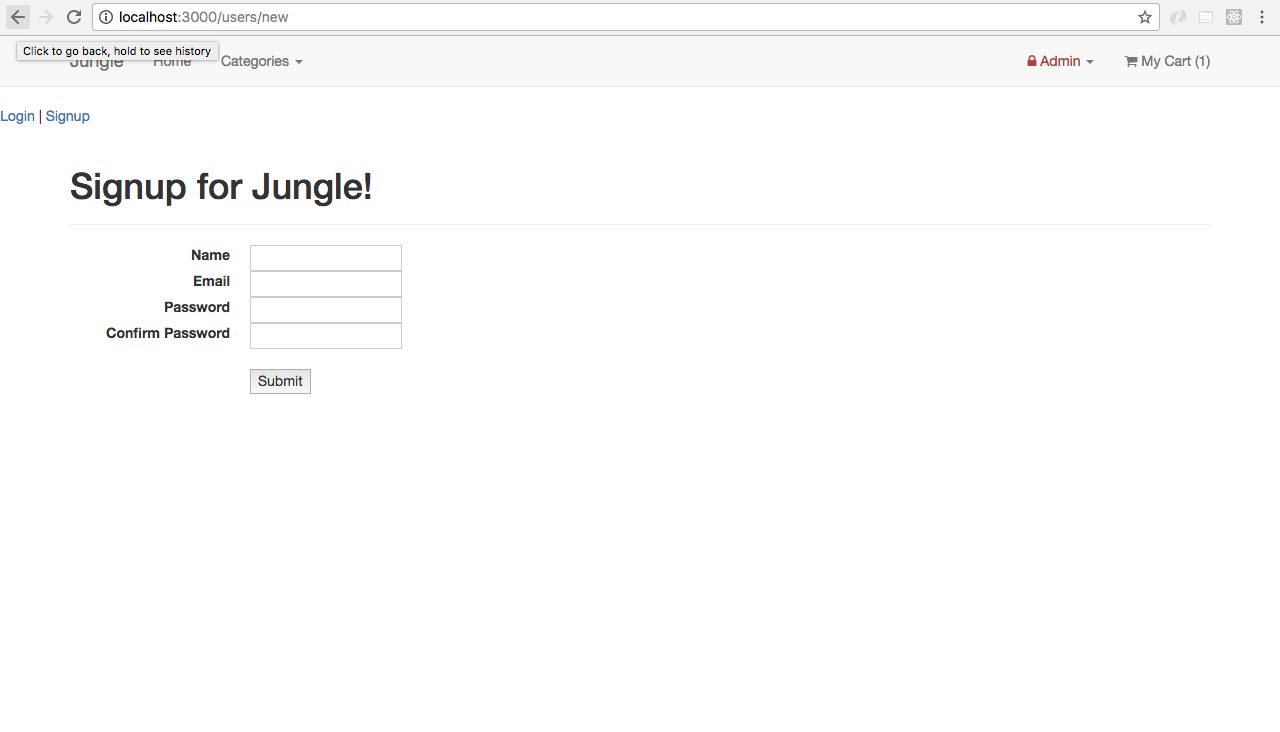 localhost:3000/users/new
Click to go back, hold to see history
Jungle Home Categories Admin My Cart (1)
Login | Signup
Signup for Jungle!
Name
Email
Password
Confirm Password
Submit